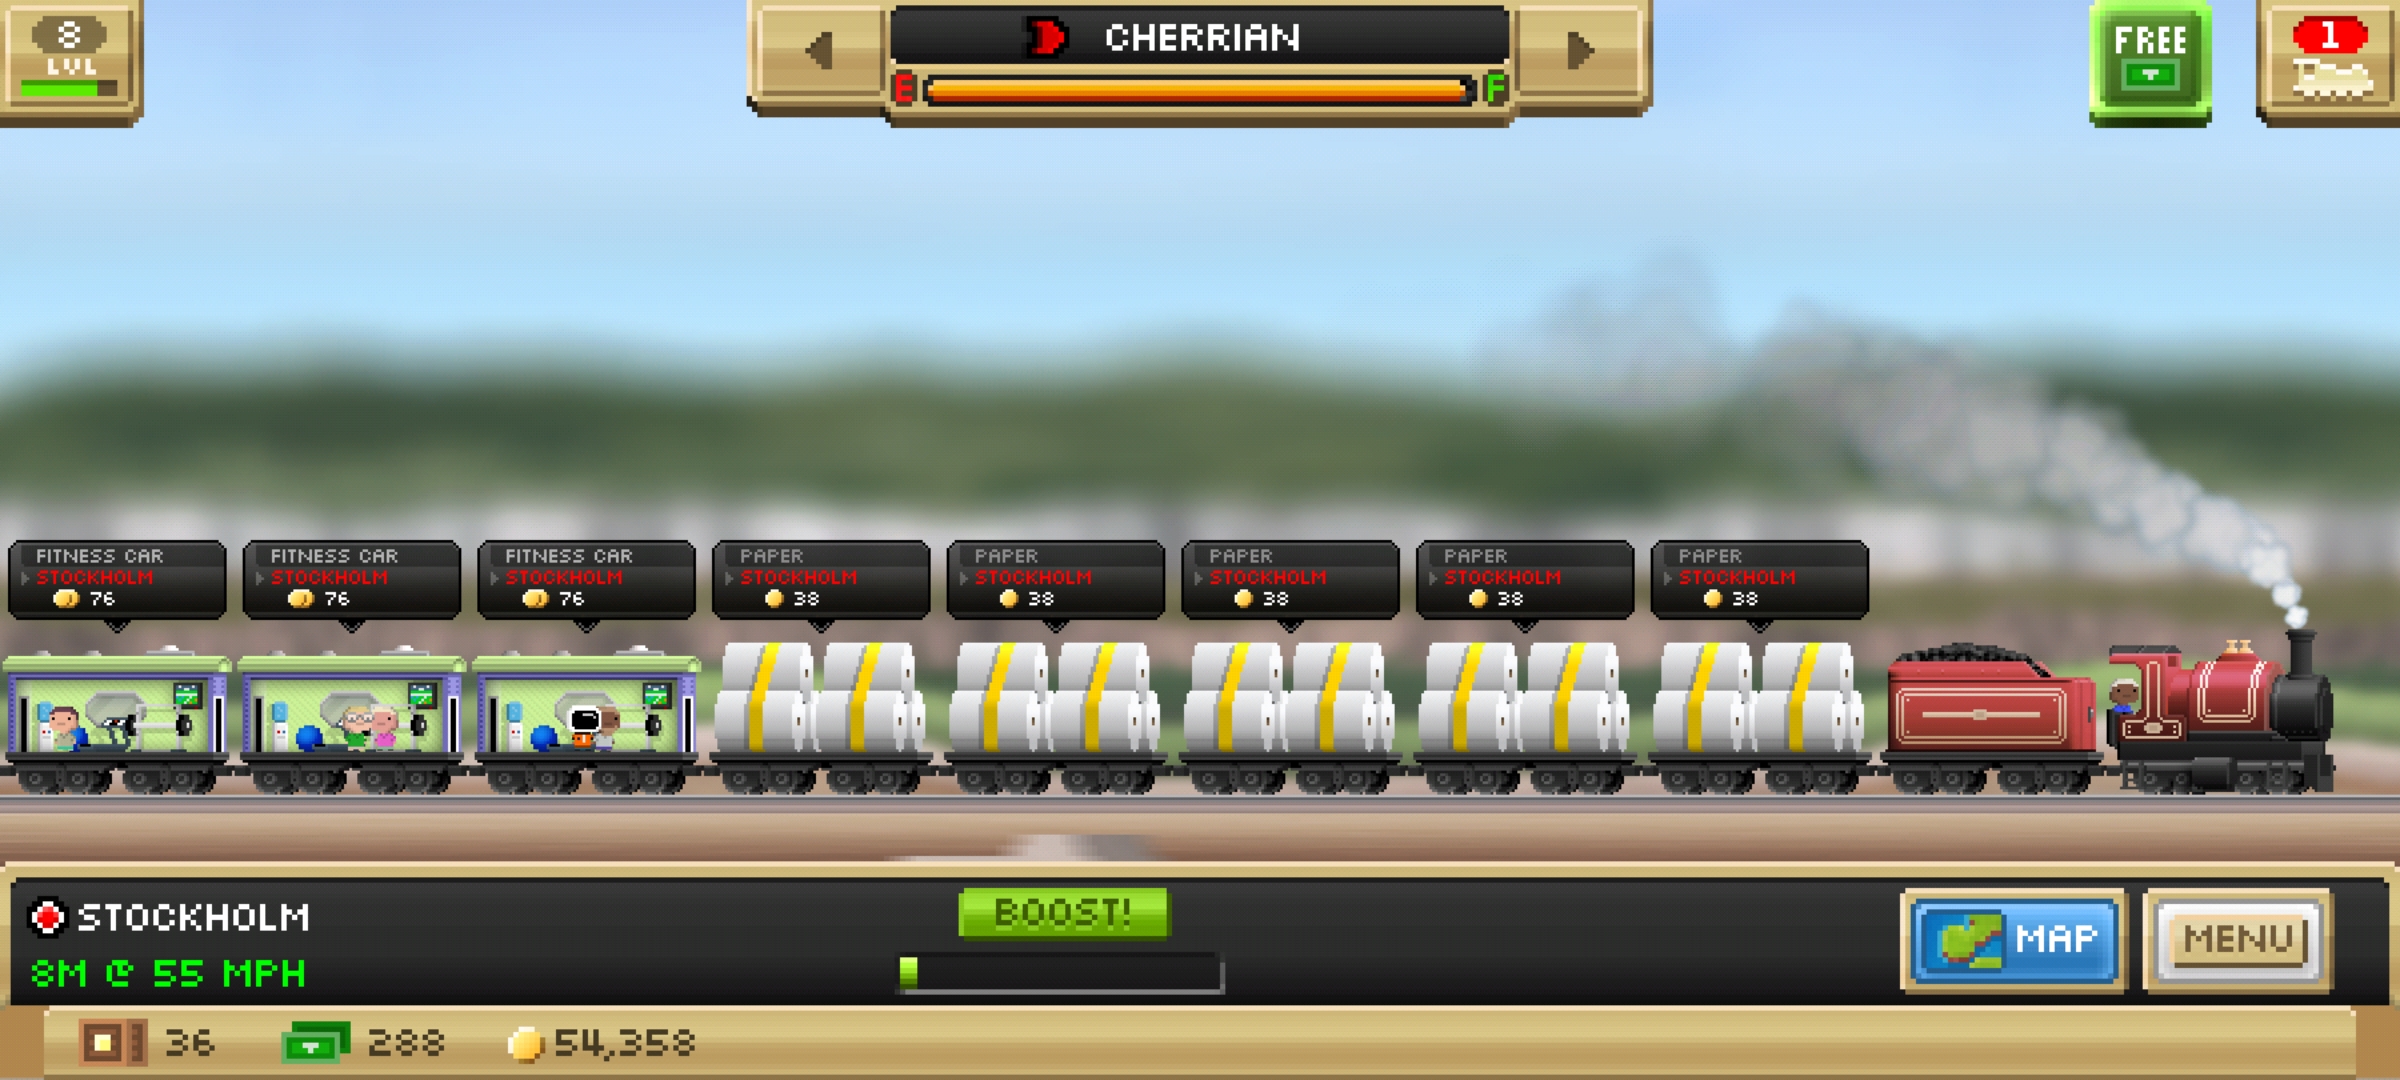 8
LVL
CHERRIAN
E
F
FREE
1
FITNESS CAR
STOCKHOLM
76
FITNESS CAR
STOCKHOLM
76
FITNESS CAR
STOCKHOLM
76
PAPER
STOCKHOLM
38
PAPER
STOCKHOLM
38
PAPER
STOCKHOLM
38
PAPER
STOCKHOLM
38
PAPER
STOCKHOLM
38
STOCKHOLM
8M @ 55 MPH
BOOST!
MAP
MENU
36
288
54,358